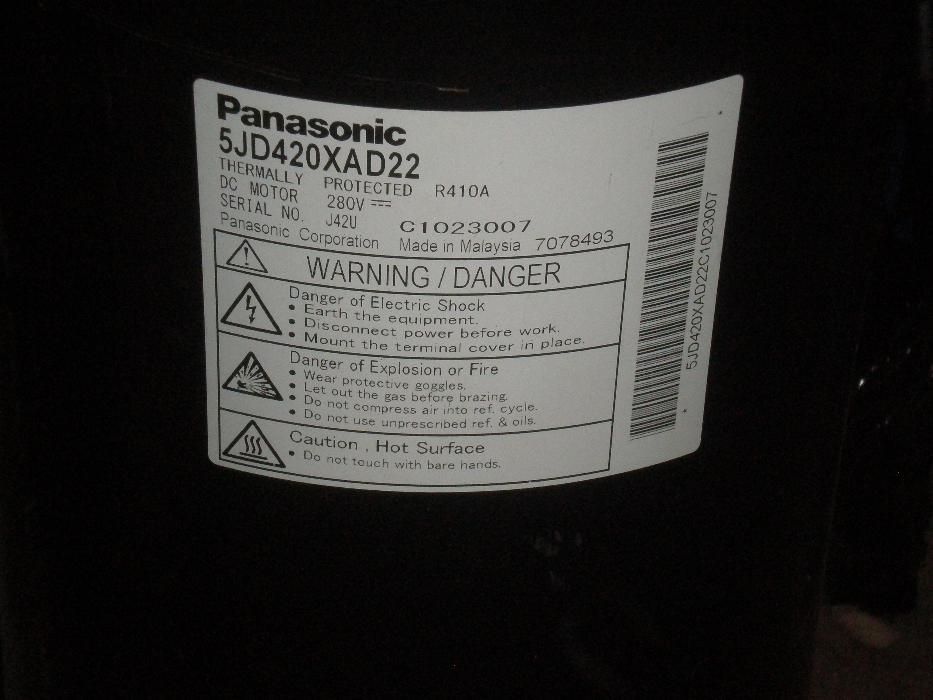 Panasonic
5JD420XAD22
THERMALLY PROTECTED R410A
DC MOTOR 280V ⎓
SERIAL NO. J42U C1023007
Panasonic Corporation Made in Malaysia 7078493
WARNING / DANGER
Danger of Electric Shock
• Earth the equipment.
• Disconnect power before work.
• Mount the terminal cover in place.
Danger of Explosion or Fire
• Wear protective goggles.
• Let out the gas before brazing.
• Do not compress air into ref. cycle.
• Do not use unprescribed ref. & oils.
Caution , Hot Surface
• Do not touch with bare hands.
5JD420XAD22C1023007